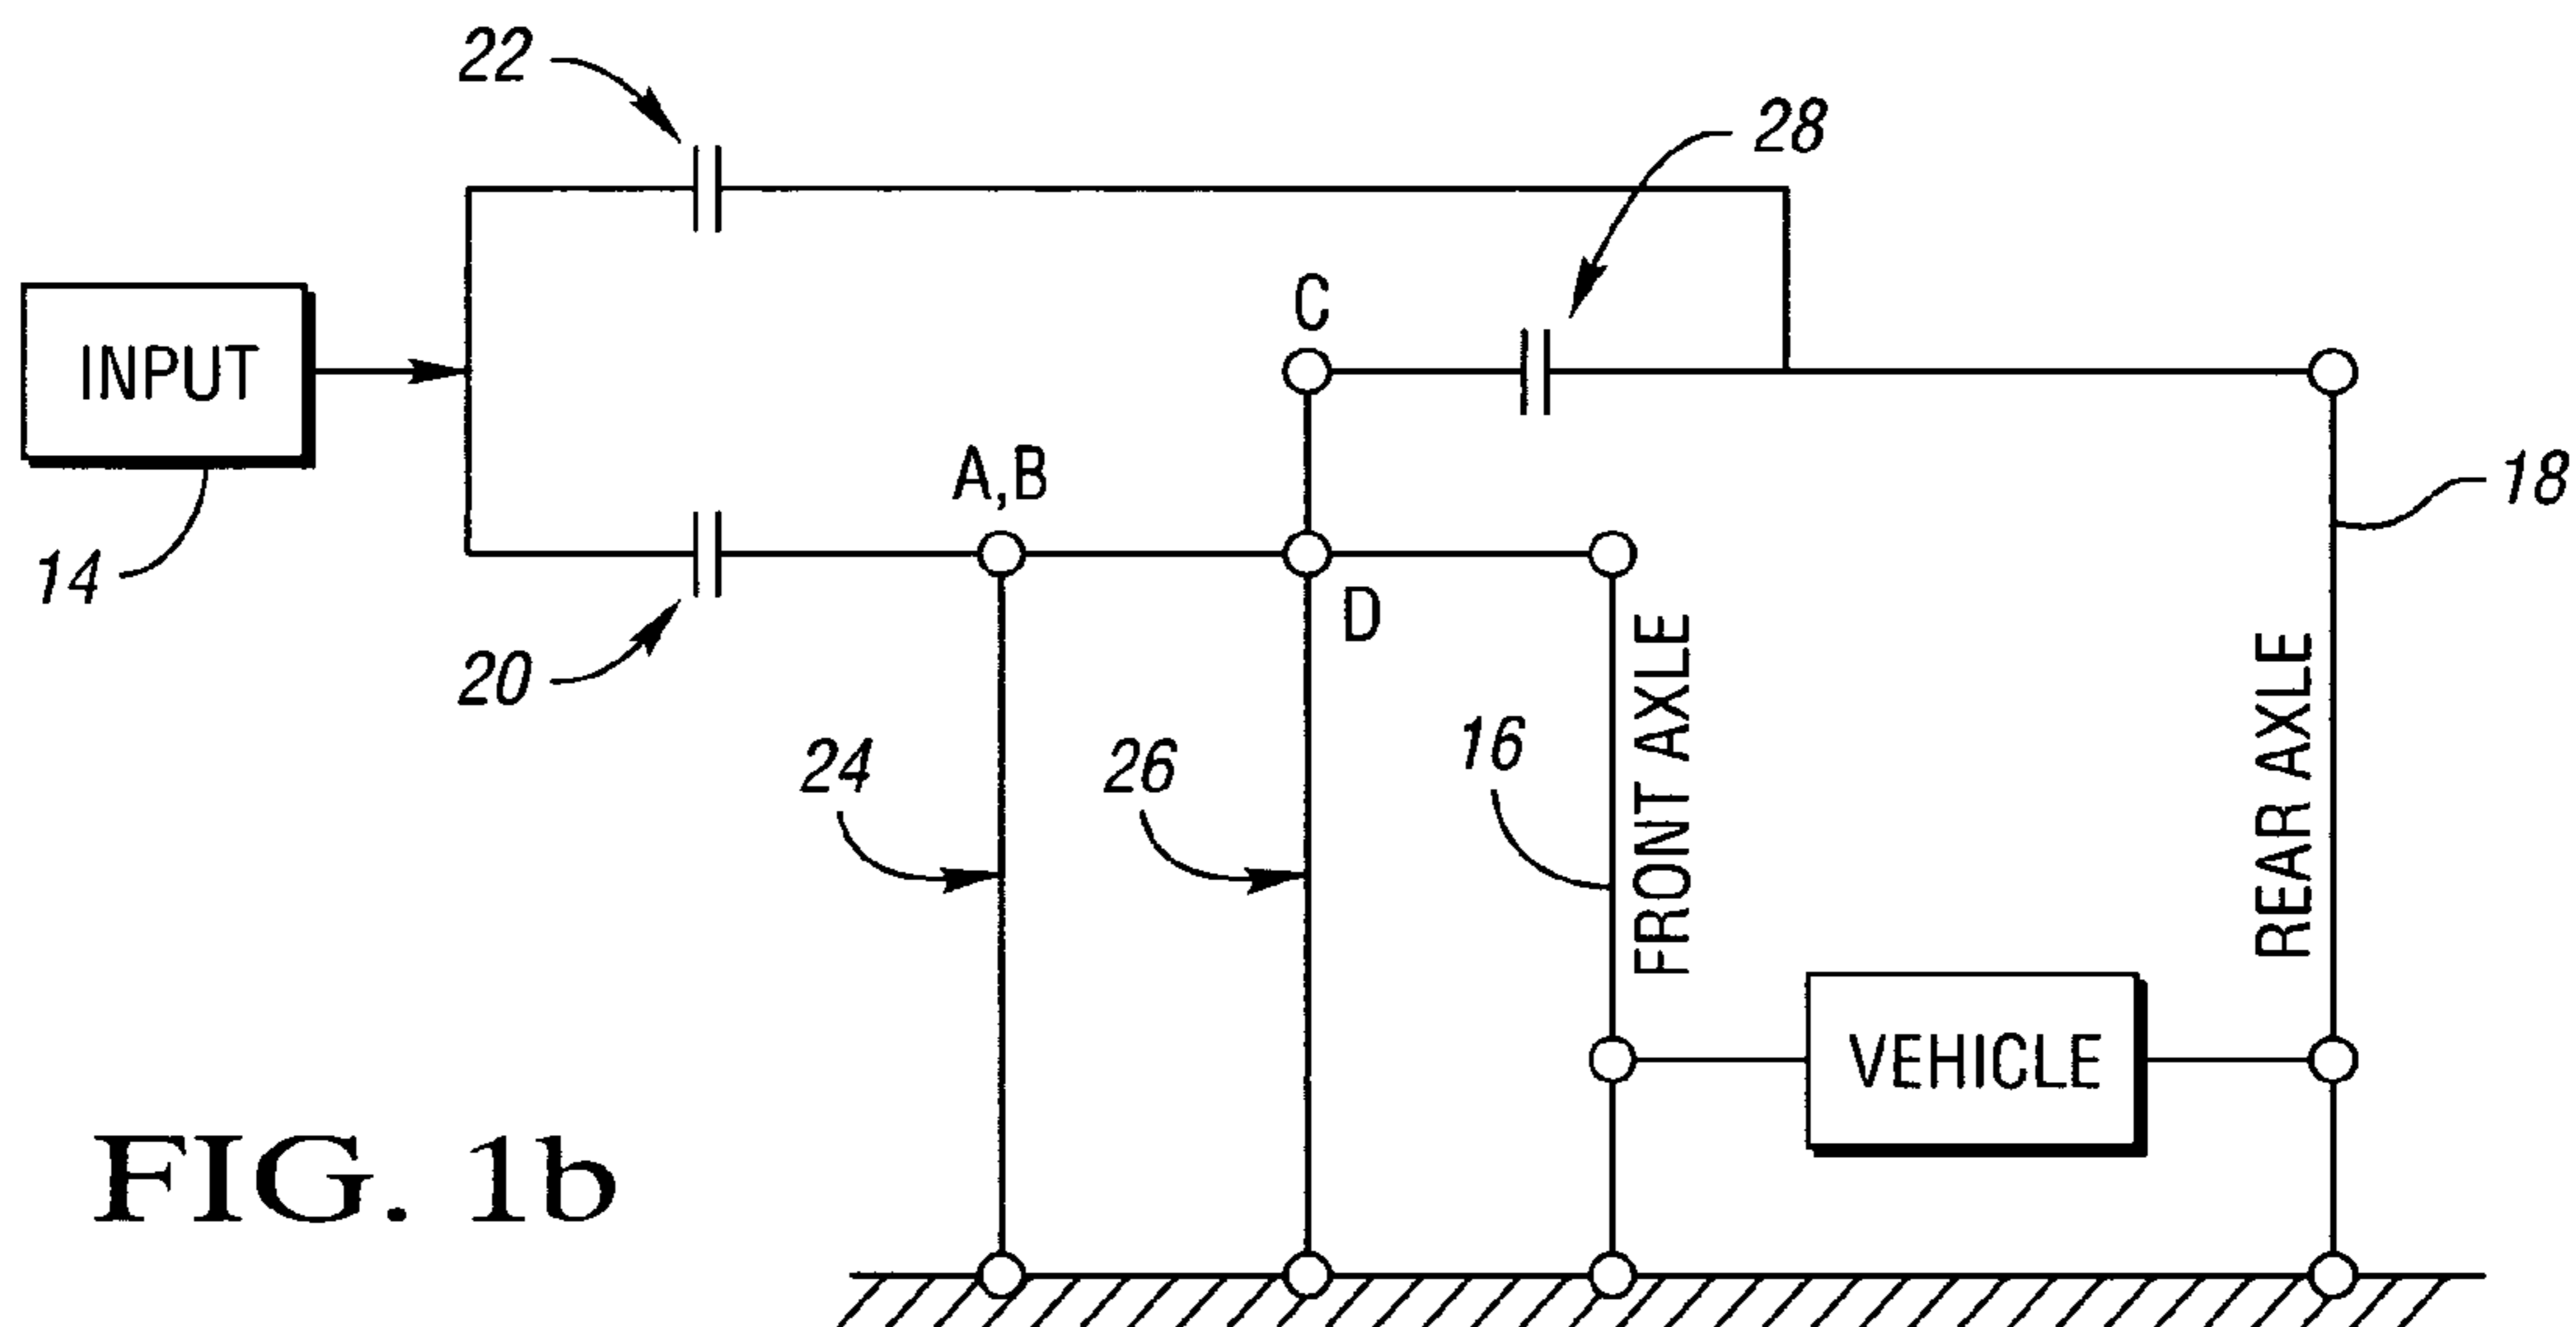 22
28
C
INPUT
A,B
18
14
D
20
FRONT AXLE
REAR AXLE
24
26
16
VEHICLE
FIG. 1b